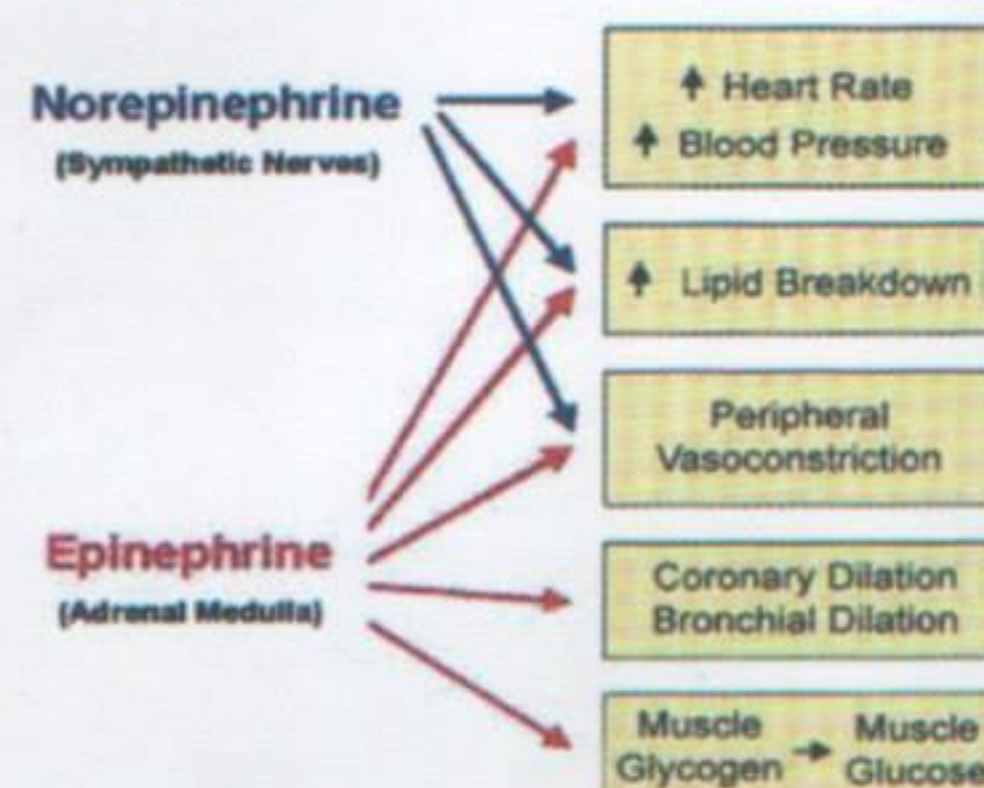 Norepinephrine
(Sympathetic Nerves)
Epinephrine
(Adrenal Medulla)
↑ Heart Rate
↑ Blood Pressure
↑ Lipid Breakdown
Peripheral
Vasoconstriction
Coronary Dilation
Bronchial Dilation
Muscle → Muscle
Glycogen Glucose